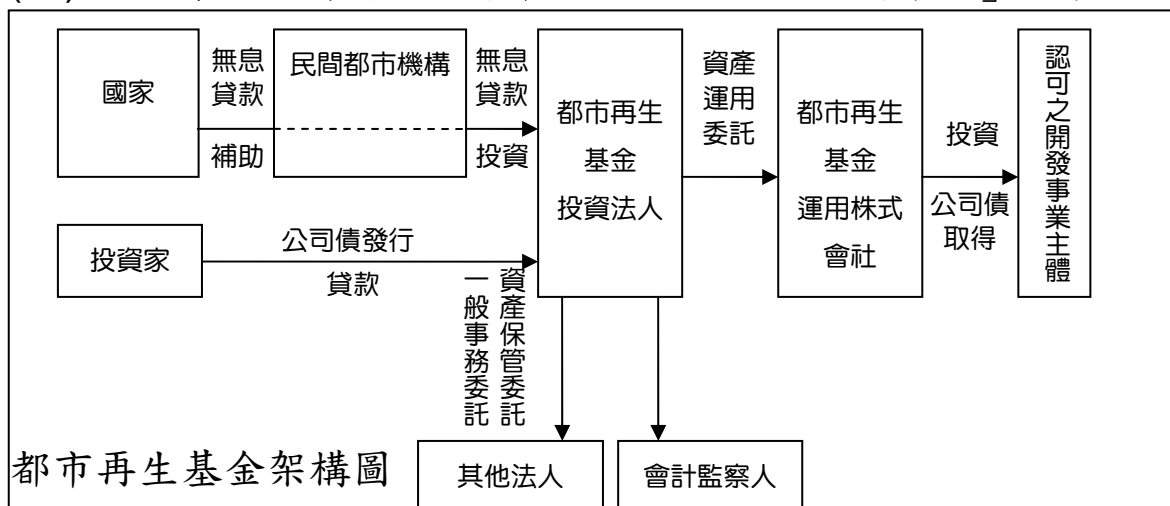 國家
無息
貸款
補助
民間都市機構
無息
貸款
投資
都市再生
基金
投資法人
資產
運用
委託
都市再生
基金
運用株式
會社
投資
公司債
取得
認可之開發事業主體
投資家
公司債發行
貸款
資產保管委託
一般事務委託
其他法人
會計監察人
都市再生基金架構圖